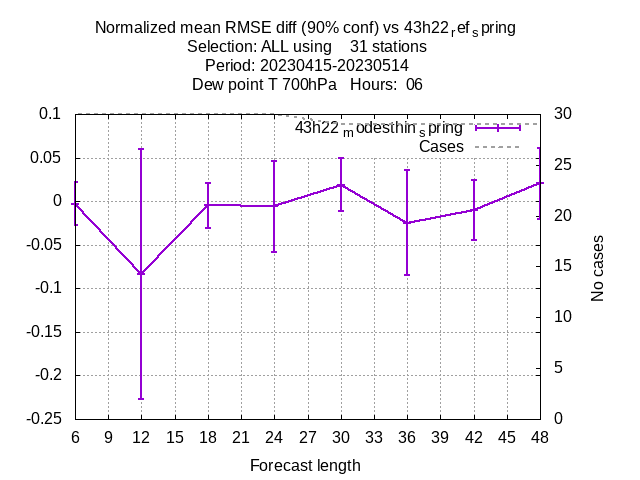 Normalized mean RMSE diff (90% conf) vs 43h22ref_spring
Selection: ALL using 31 stations
Period: 20230415-20230514
Dew point T 700hPa Hours: 06
0.1 30
43h22modesthinspring
Cases
0.05 25
0 20
-0.05
-0.1 15
-0.15 10
-0.2 5
-0.25 0
No cases
6 9 12 15 18 21 24 27 30 33 36 39 42 45 48
Forecast length